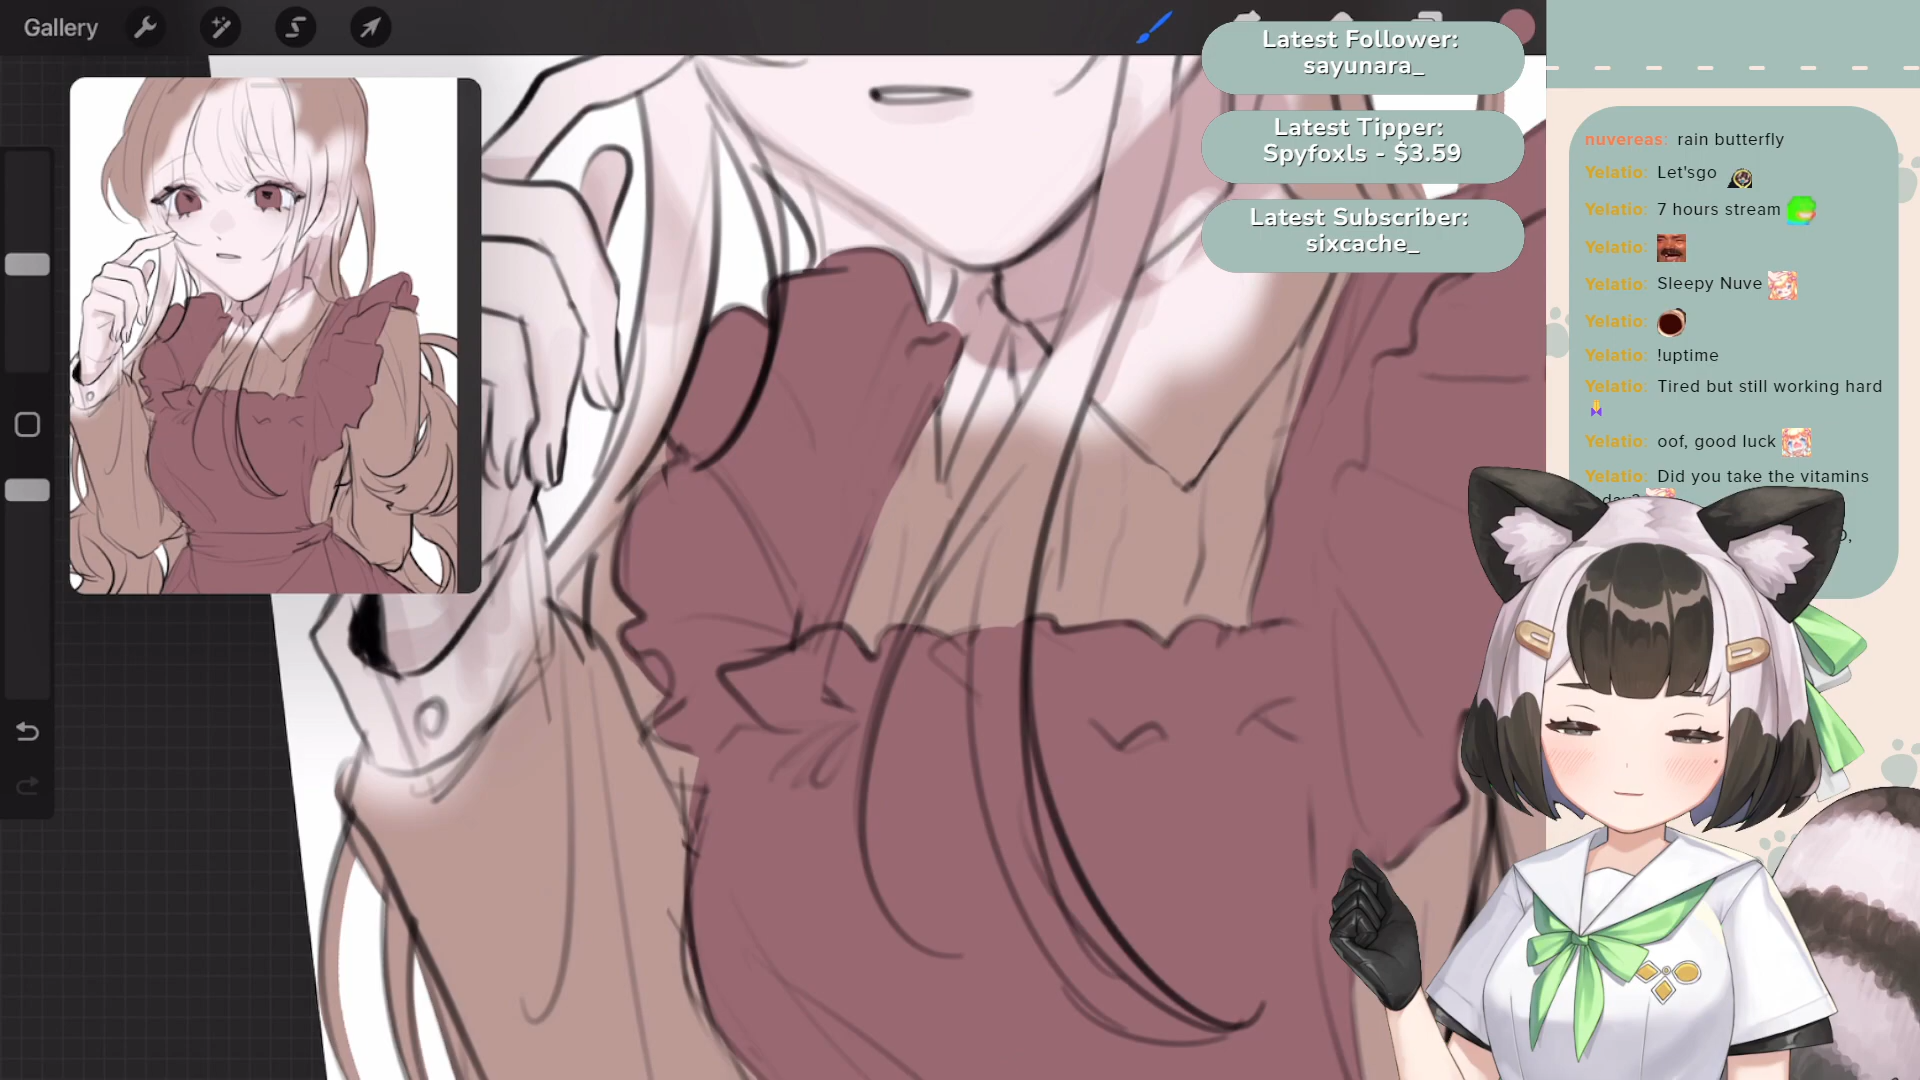 Gallery
Latest Follower:
sayunara_
Latest Tipper:
Spyfoxls - $3.59
Latest Subscriber:
sixcache_
nuvereas: rain butterfly
Yelatio: Let'sgo
Yelatio: 7 hours stream
Yelatio:
Yelatio: Sleepy Nuve
Yelatio:
Yelatio: !uptime
Yelatio: Tired but still working hard
Yelatio: oof, good luck
Yelatio: Did you take the vitamins